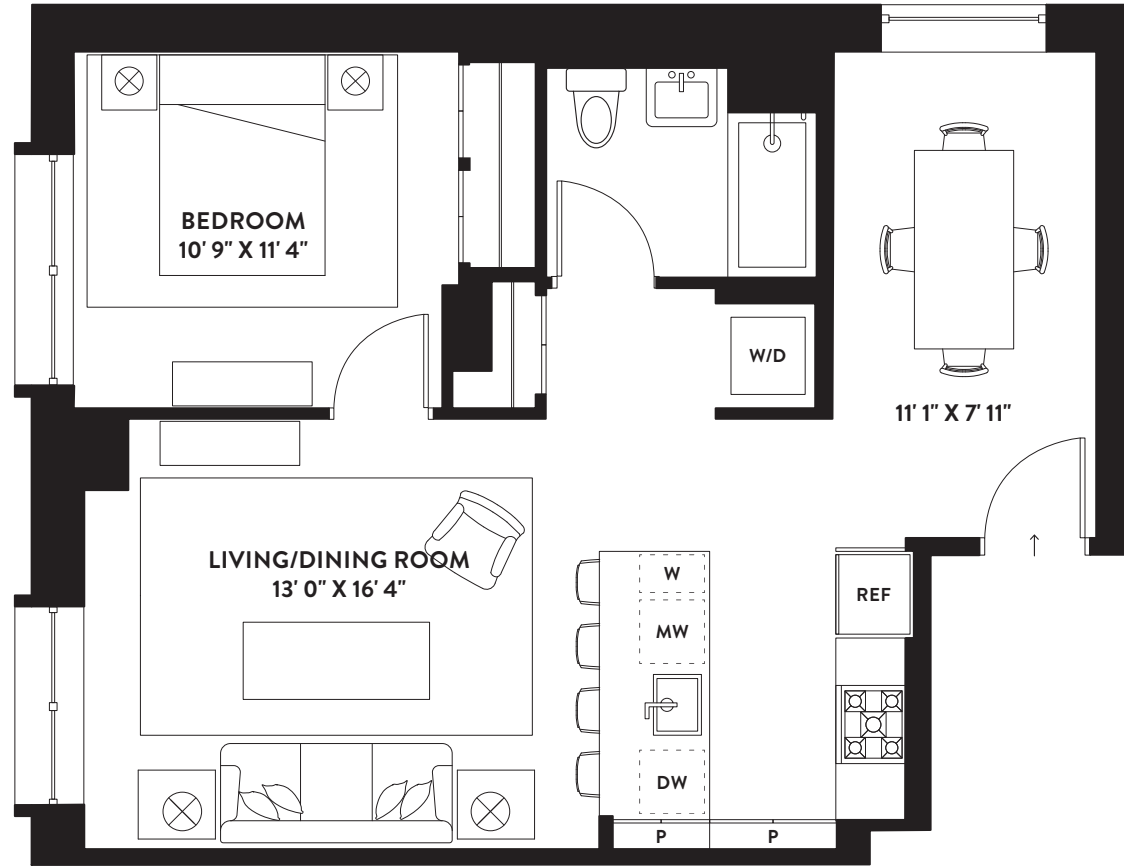 BEDROOM
10' 9" X 11' 4"
W/D
11' 1" X 7' 11"
LIVING/DINING ROOM
13' 0" X 16' 4"
W
MW
DW
REF
P
P